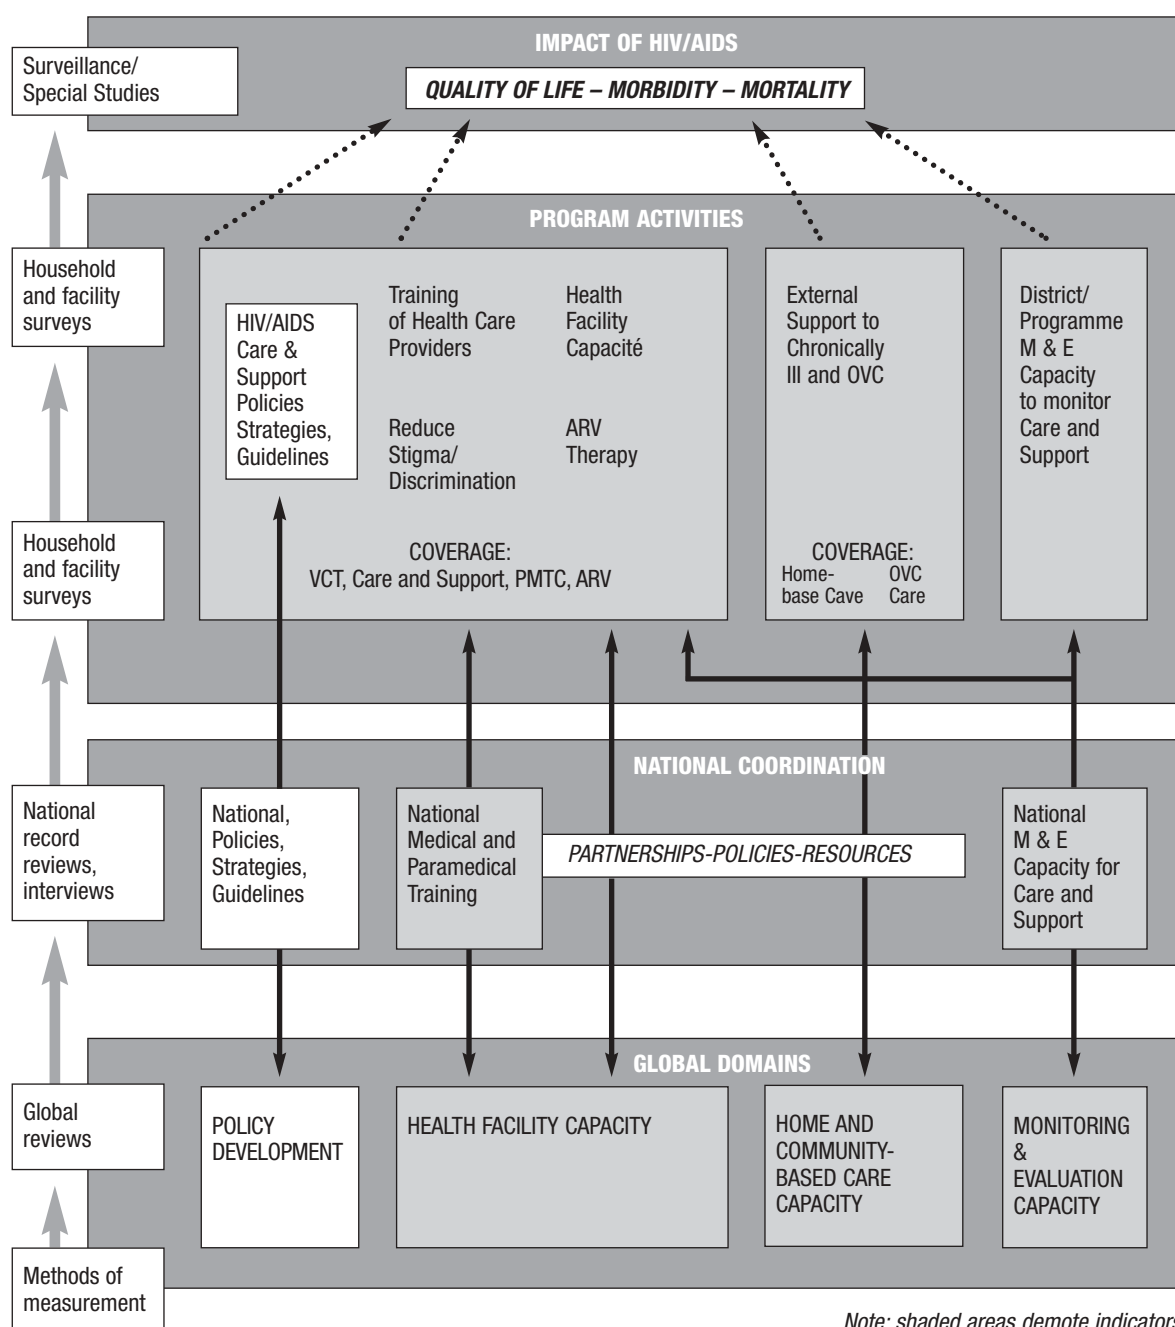 IMPACT OF HIV/AIDS
Surveillance/
Special Studies
QUALITY OF LIFE – MORBIDITY – MORTALITY
PROGRAM ACTIVITIES
Household
and facility
surveys
HIV/AIDS
Care &
Support
Policies
Strategies,
Guidelines
Training
of Health Care
Providers
Health
Facility
Capacité
Reduce
Stigma/
Discrimination
ARV
Therapy
COVERAGE:
VCT, Care and Support, PMTC, ARV
External
Support to
Chronically
Ill and OVC
COVERAGE:
Home-
base Cave
OVC
Care
District/
Programme
M & E
Capacity
to monitor
Care and
Support
Household
and facility
surveys
NATIONAL COORDINATION
National
record
reviews,
interviews
National,
Policies,
Strategies,
Guidelines
National
Medical and
Paramedical
Training
PARTNERSHIPS-POLICIES-RESOURCES
National
M & E
Capacity for
Care and
Support
GLOBAL DOMAINS
Global
reviews
POLICY
DEVELOPMENT
HEALTH FACILITY CAPACITY
HOME AND
COMMUNITY-
BASED CARE
CAPACITY
MONITORING
&
EVALUATION
CAPACITY
Methods of
measurement
Note: shaded areas demote indicator